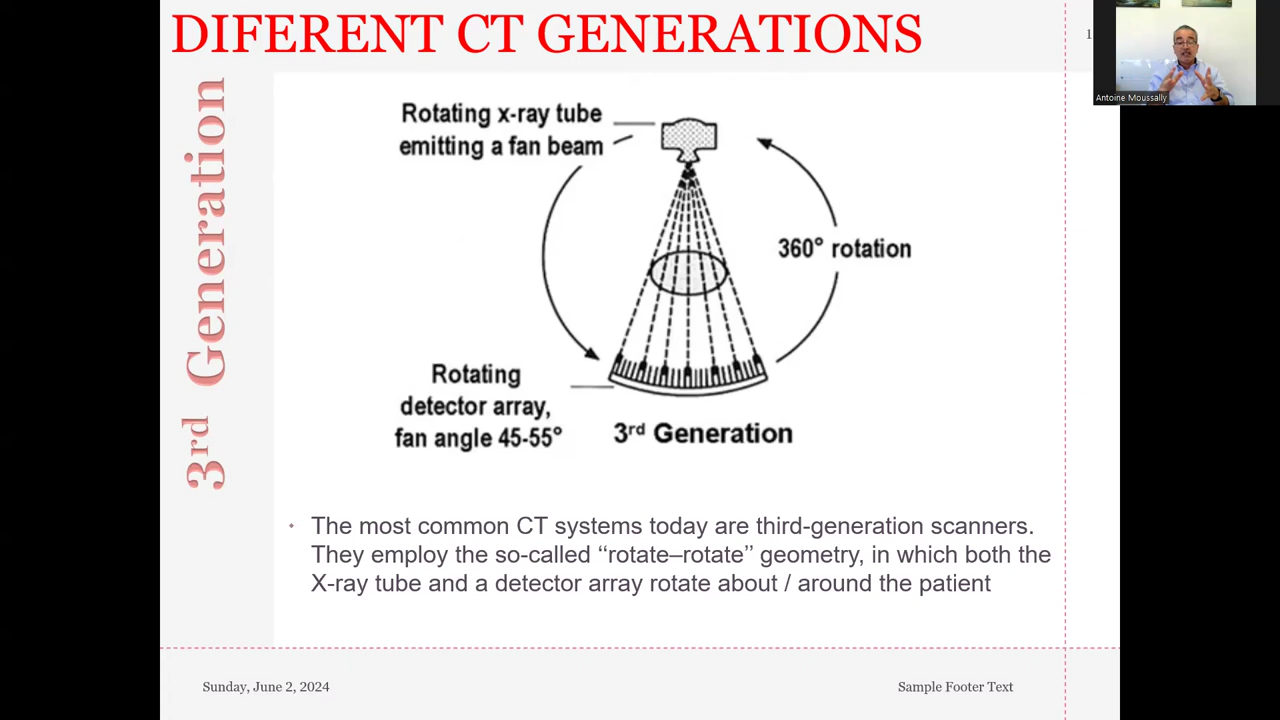 DIFERENT CT GENERATIONS
1
Antoine Moussally
3rd Generation
Rotating x-ray tube
emitting a fan beam
360° rotation
Rotating
detector array,
fan angle 45-55°
3rd Generation
• The most common CT systems today are third-generation scanners.
They employ the so-called ‘‘rotate–rotate’’ geometry, in which both the
X-ray tube and a detector array rotate about / around the patient
Sunday, June 2, 2024
Sample Footer Text